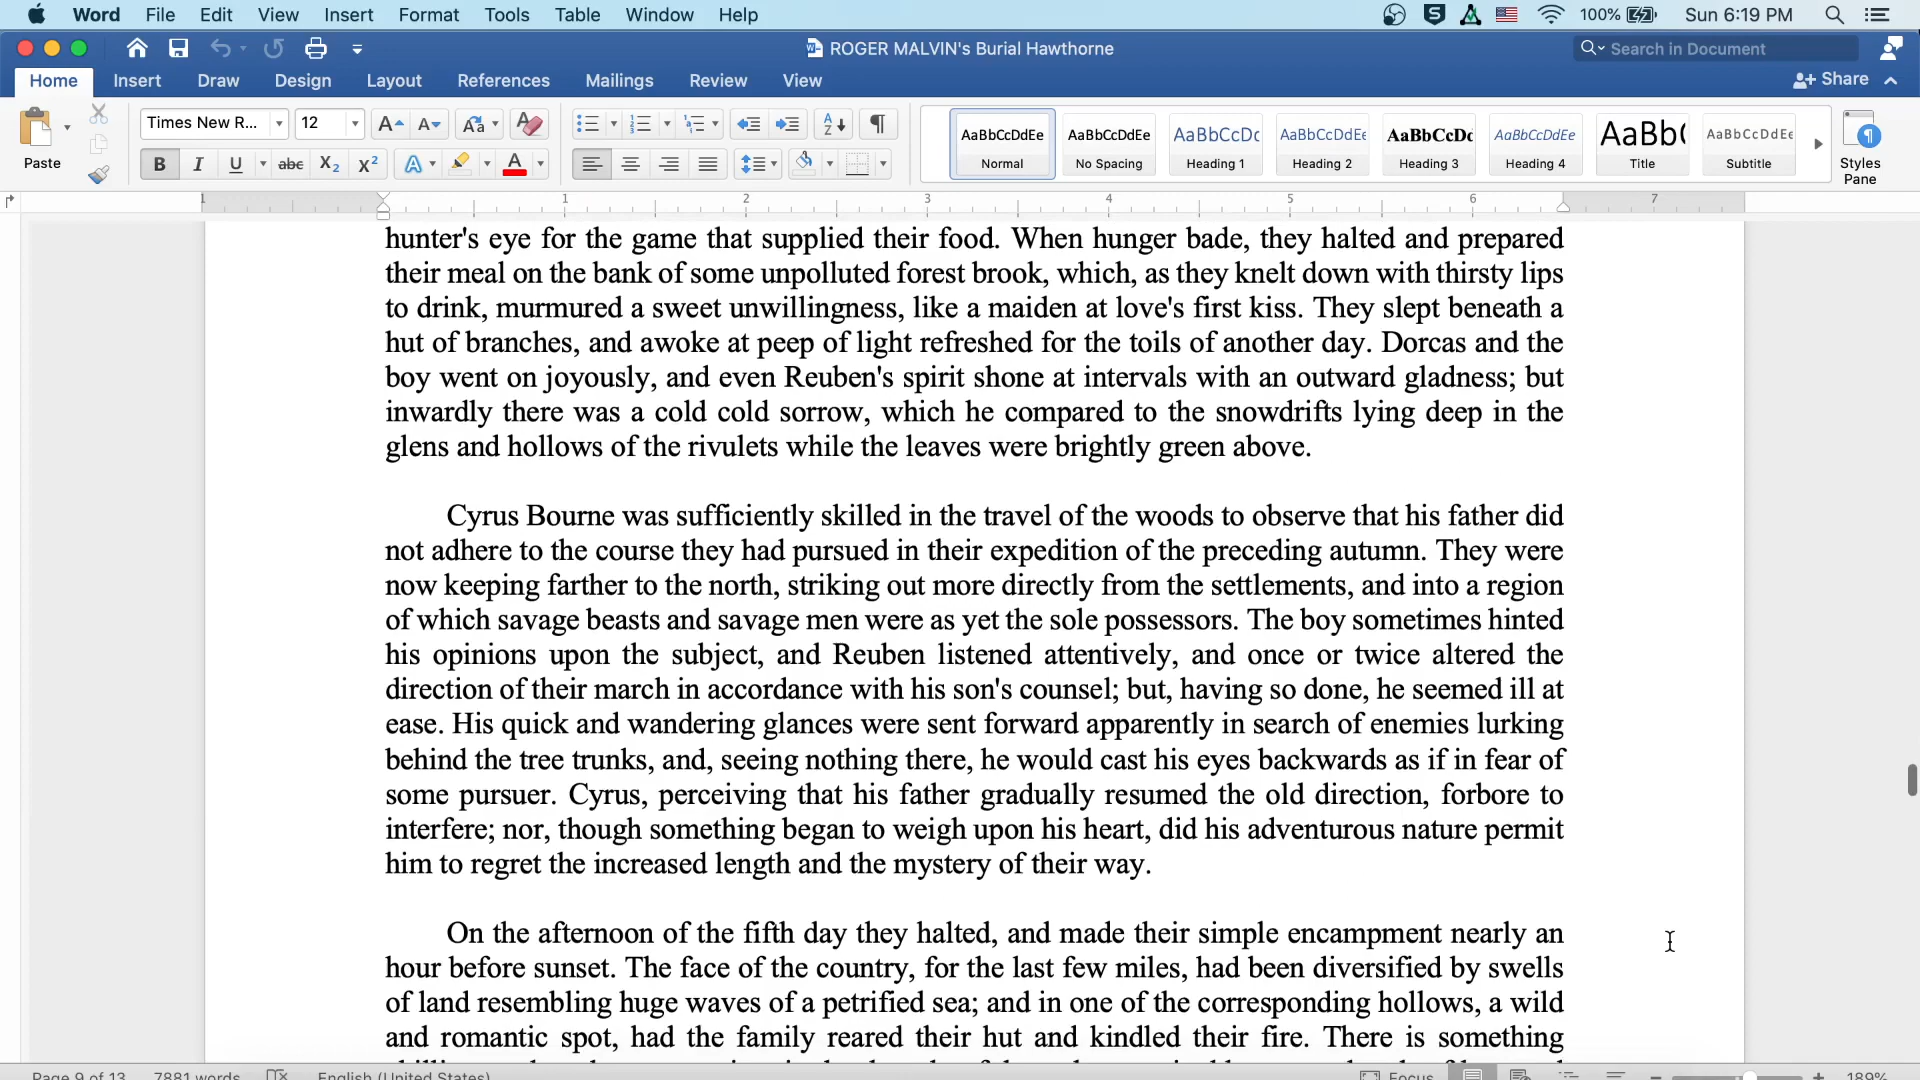 Word File Edit View Insert Format Tools Table Window Help 100% Sun 6:19 PM
ROGER MALVIN's Burial Hawthorne Search in Document
Home Insert Draw Design Layout References Mailings Review View Share
Times New R... 12
Paste
AaBbCcDdEe AaBbCcDdEe AaBbCcDc AaBbCcDdEe AaBbCcDc AaBbCcDdEe AaBb( AaBbCcDdEe
Normal No Spacing Heading 1 Heading 2 Heading 3 Heading 4 Title Subtitle
Styles Pane
1 1 2 3 4 5 6 7
hunter's eye for the game that supplied their food. When hunger bade, they halted and prepared
their meal on the bank of some unpolluted forest brook, which, as they knelt down with thirsty lips
to drink, murmured a sweet unwillingness, like a maiden at love's first kiss. They slept beneath a
hut of branches, and awoke at peep of light refreshed for the toils of another day. Dorcas and the
boy went on joyously, and even Reuben's spirit shone at intervals with an outward gladness; but
inwardly there was a cold cold sorrow, which he compared to the snowdrifts lying deep in the
glens and hollows of the rivulets while the leaves were brightly green above.
Cyrus Bourne was sufficiently skilled in the travel of the woods to observe that his father did
not adhere to the course they had pursued in their expedition of the preceding autumn. They were
now keeping farther to the north, striking out more directly from the settlements, and into a region
of which savage beasts and savage men were as yet the sole possessors. The boy sometimes hinted
his opinions upon the subject, and Reuben listened attentively, and once or twice altered the
direction of their march in accordance with his son's counsel; but, having so done, he seemed ill at
ease. His quick and wandering glances were sent forward apparently in search of enemies lurking
behind the tree trunks, and, seeing nothing there, he would cast his eyes backwards as if in fear of
some pursuer. Cyrus, perceiving that his father gradually resumed the old direction, forbore to
interfere; nor, though something began to weigh upon his heart, did his adventurous nature permit
him to regret the increased length and the mystery of their way.
On the afternoon of the fifth day they halted, and made their simple encampment nearly an
hour before sunset. The face of the country, for the last few miles, had been diversified by swells
of land resembling huge waves of a petrified sea; and in one of the corresponding hollows, a wild
and romantic spot, had the family reared their hut and kindled their fire. There is something
Page 9 of 13 7881 words English (United States) Focus 189%